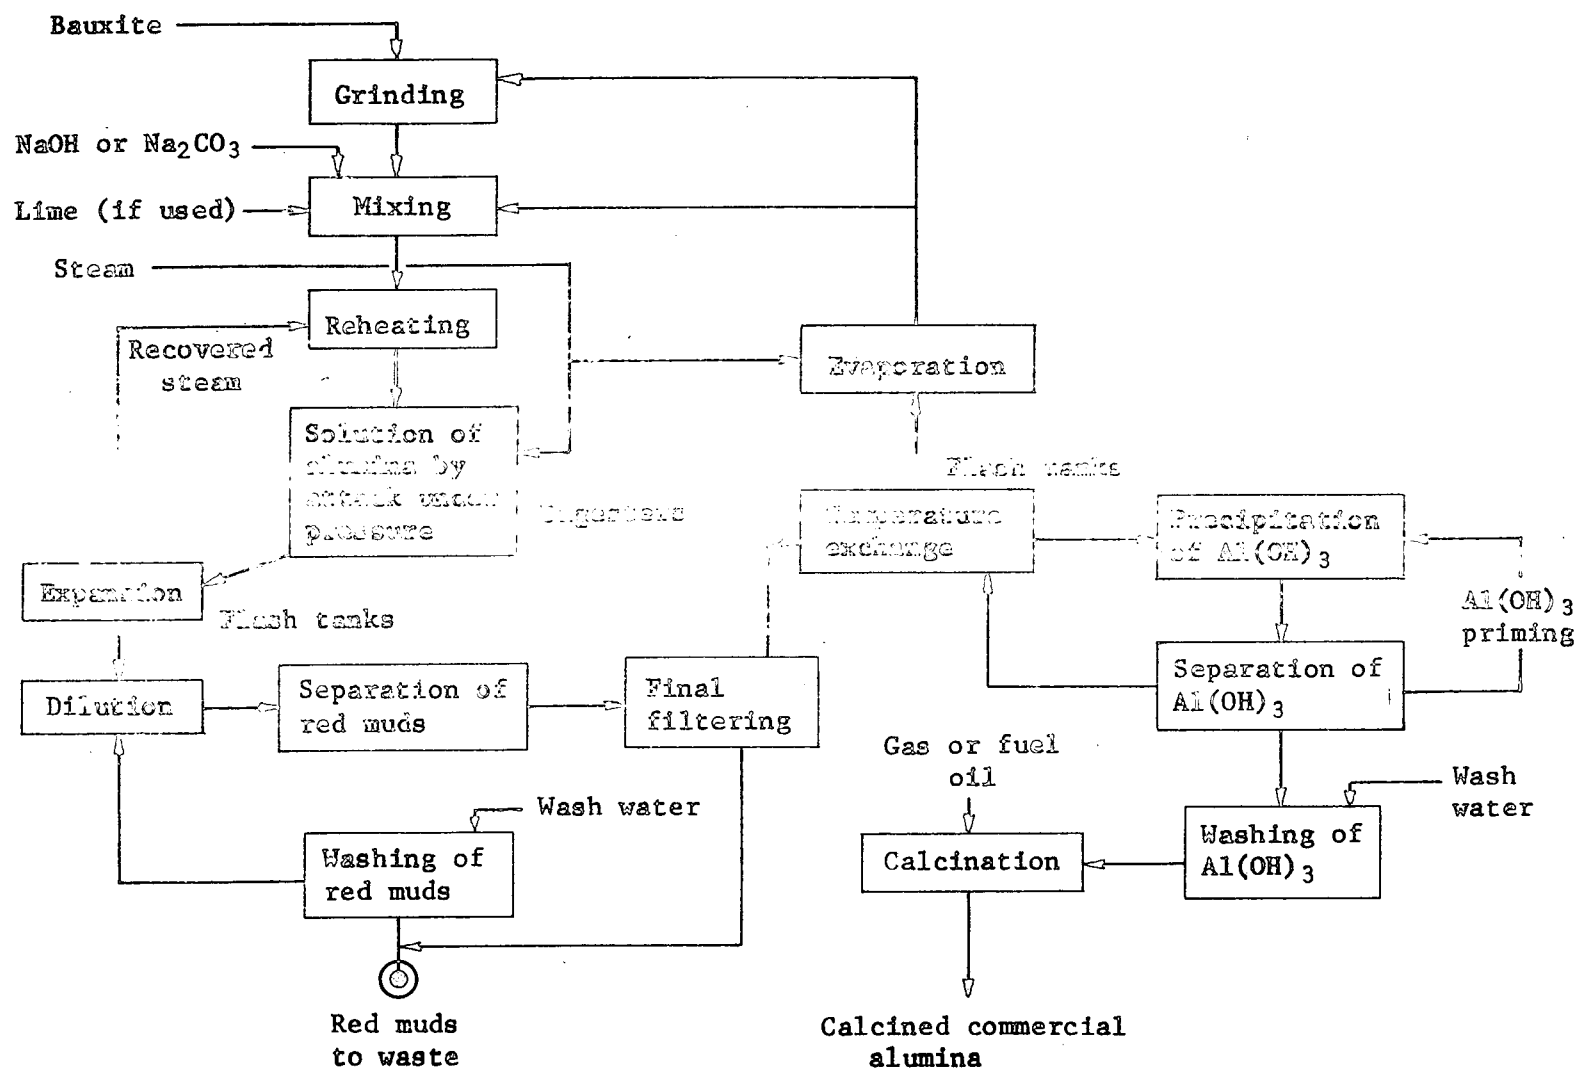 Bauxite
Grinding
NaOH or Na2CO3
Lime (if used)
Mixing
Steam
Reheating
Recovered
steam
Evaporation
Solution of
alumina by
attack under
pressure
Digesters
Flash tanks
Temperature
exchange
Precipitation
of Al(OH)3
Expansion
Flash tanks
Al(OH)3
priming
Dilution
Separation of
red muds
Final
filtering
Separation of
Al(OH)3
Gas or fuel
oil
Wash
water
Wash water
Washing of
red muds
Calcination
Washing of
Al(OH)3
Red muds
to waste
Calcined commercial
alumina